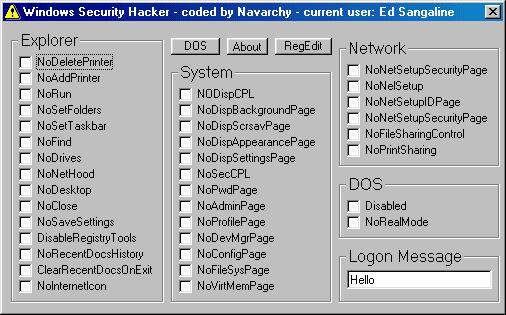 Windows Security Hacker - coded by Navarchy - current user: Ed Sangaline
Explorer
NoDeletePrinter
NoAddPrinter
NoRun
NoSetFolders
NoSetTaskbar
NoFind
NoDrives
NoNetHood
NoDesktop
NoClose
NoSaveSettings
DisableRegistryTools
NoRecentDocsHistory
ClearRecentDocsOnExit
NoInternetIcon
DOS
About
RegEdit
System
NODispCPL
NoDispBackgroundPage
NoDispScrsavPage
NoDispAppearancePage
NoDispSettingsPage
NoSecCPL
NoPwdPage
NoAdminPage
NoProfilePage
NoDevMgrPage
NoConfigPage
NoFileSysPage
NoVirtMemPage
Network
NoNetSetupSecurityPage
NoNelSetup
NoNetSetupIDPage
NoNetSetupSecurityPage
NoFileSharingControl
NoPrintSharing
DOS
Disabled
NoRealMode
Logon Message
Hello